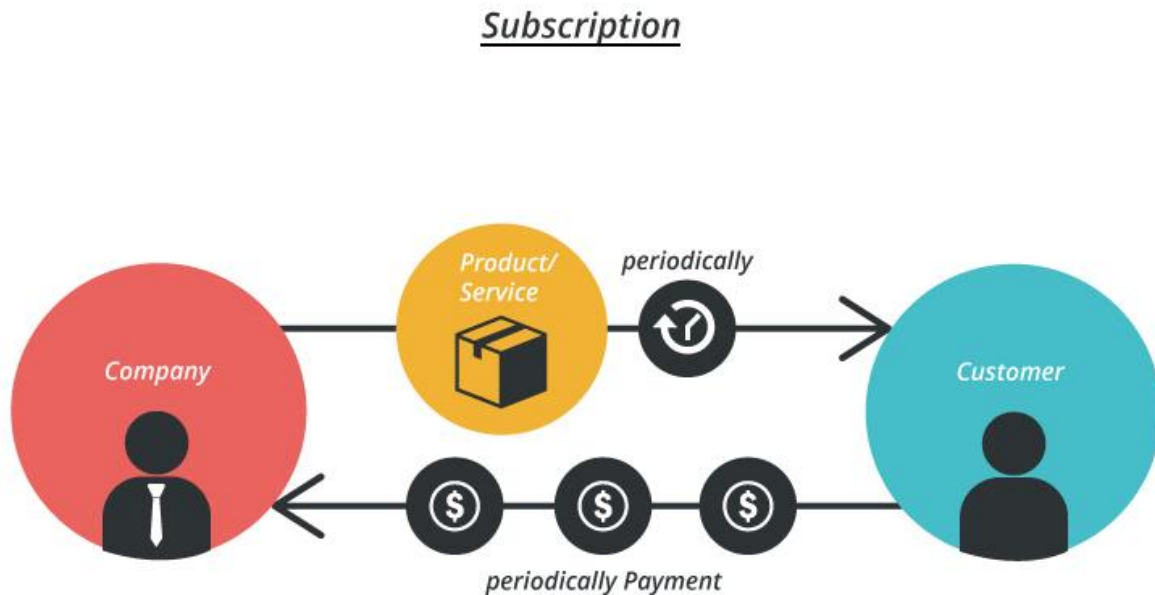 Subscription
Product/
Service
periodically
Company
Customer
$ $ $
periodically Payment